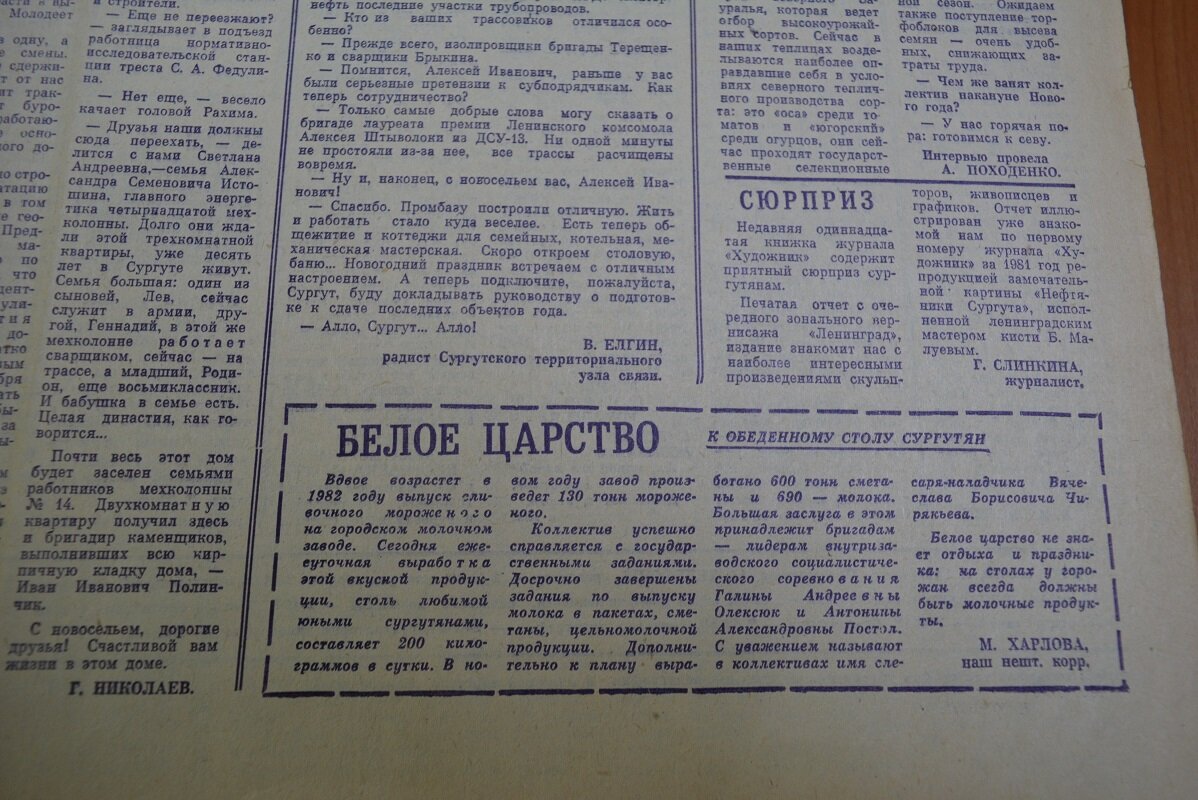 и строители.
— Еще не переезжают?
— заглядывает в подъезд
работница нормативно-
исследовательской стан-
ции треста С. А. Федули-
на.
— Нет еще, — весело
качает головой Рахима.
— Друзья наши должны
сюда переехать, — де-
лится с нами Светлана
Андреевна,—семья Алек-
сандра Семеновича Исто-
шина, главного энерге-
тика четырнадцатой мех-
колонны. Долго они жда-
ли этой трехкомнатной
квартиры, уже десять
лет в Сургуте живут.
Семья большая: один из
сыновей, Лев, сейчас
служит в армии, дру-
гой, Геннадий, в этой же
мехколонне работает
сварщиком, сейчас — на
трассе, а младший, Роди-
он, еще восьмиклассник.
И бабушка в семье есть.
Целая династия, как го-
ворится...
Почти весь этот дом
будет заселен семьями
работников мехколонны
№ 14. Двухкомнатную
квартиру получил здесь
и бригадир каменщиков,
выполнивших всю кир-
пичную кладку дома, —
Иван Иванович Полин-
чик.
С новосельем, дорогие
друзья! Счастливой вам
жизни в этом доме.
Г. НИКОЛАЕВ.
нефть последние участки трубопроводов.
— Кто из ваших трассовиков отличился осо-
бенно?
— Прежде всего, изолировщики бригады Терещен-
ко и сварщики Брыкина.
— Помнится, Алексей Иванович, раньше у вас
были серьезные претензии к субподрядчикам. Как
теперь сотрудничество?
— Только самые добрые слова могу сказать о
бригаде лауреата премии Ленинского комсомола
Алексея Штыволоки из ДСУ-13. Ни одной минуты
не простояли из-за нее, все трассы расчищены
вовремя.
— Ну и, наконец, с новосельем вас, Алексей Ива-
нович!
— Спасибо. Промбазу построили отличную. Жить
и работать стало куда веселее. Есть теперь об-
щежитие и коттеджи для семейных, котельная, ме-
ханическая мастерская. Скоро откроем столовую,
баню... Новогодний праздник встречаем с отличным
настроением. А теперь подключите, пожалуйста,
Сургут, буду докладывать руководству о подготов-
ке к сдаче последних объектов года.
— Алло, Сургут... Алло!
В. ЕЛГИН,
радист Сургутского территориального
узла связи.
уралья, которая ведет
отбор высокоурожай-
ных сортов. Сейчас в
наших теплицах возде-
лываются наиболее оп-
равдавшие себя в усло-
виях северного теплич-
ного производства сор-
та: это «оса» среди то-
матов и «югорский»
среди огурцов, они сей-
час проходят государст-
венные селекционные
ной сезон. Ожидаем
также поступление тор-
фоблоков для высева
семян — очень удоб-
ных, снижающих за-
траты труда.
— Чем же занят кол-
лектив накануне Ново-
го года?
— У нас горячая по-
ра: готовимся к севу.
Интервью провела
А. ПОХОДЕНКО.
СЮРПРИЗ
Недавняя одиннадца-
тая книжка журнала
«Художник» содержит
приятный сюрприз сур-
гутянам.
Печатая отчет с оче-
редного зонального вер-
нисажа «Ленинград»,
издание знакомит нас с
наиболее интересными
произведениями скульп-
торов, живописцев и
графиков. Отчет иллю-
стрирован уже знако-
мой нам по первому
номеру журнала «Ху-
дожник» за 1981 год ре-
продукцией замечатель-
ной картины «Нефтя-
ники Сургута», испол-
ненной ленинградским
мастером кисти Б. Ма-
луевым.
Г. СЛИНКИНА,
журналист.
БЕЛОЕ ЦАРСТВО
К ОБЕДЕННОМУ СТОЛУ СУРГУТЯН
Вдвое возрастет в
1982 году выпуск сли-
вочного мороженого
на городском молочном
заводе. Сегодня еже-
суточная выработка
этой вкусной продук-
ции, столь любимой
юными сургутянами,
составляет 200 кило-
граммов в сутки. В но-
вом году завод произ-
ведет 130 тонн мороже-
ного.
Коллектив успешно
справляется с государ-
ственными заданиями.
Досрочно завершены
задания по выпуску
молока в пакетах, сме-
таны, цельномолочной
продукции. Дополни-
тельно к плану выра-
ботано 600 тонн смета-
ны и 690 — молока.
Большая заслуга в этом
принадлежит бригадам
— лидерам внутриза-
водского социалистиче-
ского соревнования
Галины Андреевны
Олексюк и Антонины
Александровны Постол.
С уважением называют
в коллективах имя сле-
саря-наладчика Вяче-
слава Борисовича Чи-
рякьева.
Белое царство не зна-
ет отдыха и праздни-
ка: на столах у горо-
жан всегда должны
быть молочные продук-
ты.
М. ХАРЛОВА,
наш нешт. корр.